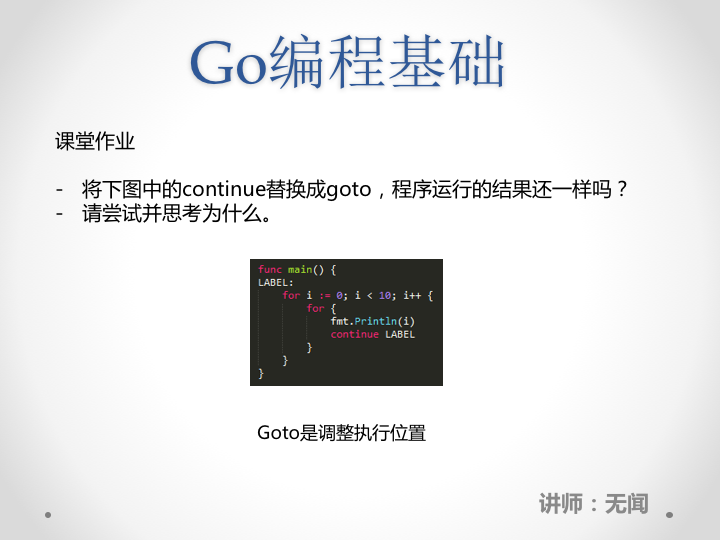 Go编程基础
课堂作业
- 将下图中的continue替换成goto，程序运行的结果还一样吗？
- 请尝试并思考为什么。
func main() {
LABEL:
    for i := 0; i < 10; i++ {
        for {
            fmt.Println(i)
            continue LABEL
        }
    }
}
Goto是调整执行位置
讲师：无闻